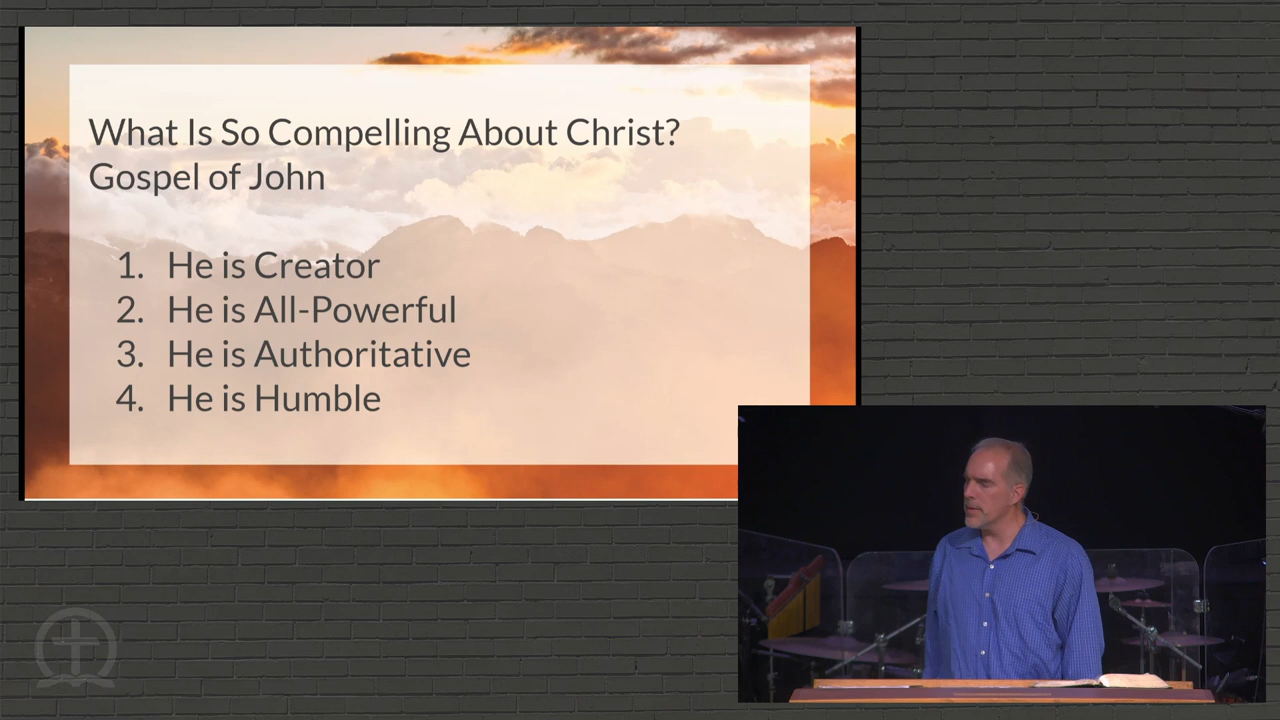 What Is So Compelling About Christ?
Gospel of John
1. He is Creator
2. He is All-Powerful
3. He is Authoritative
4. He is Humble